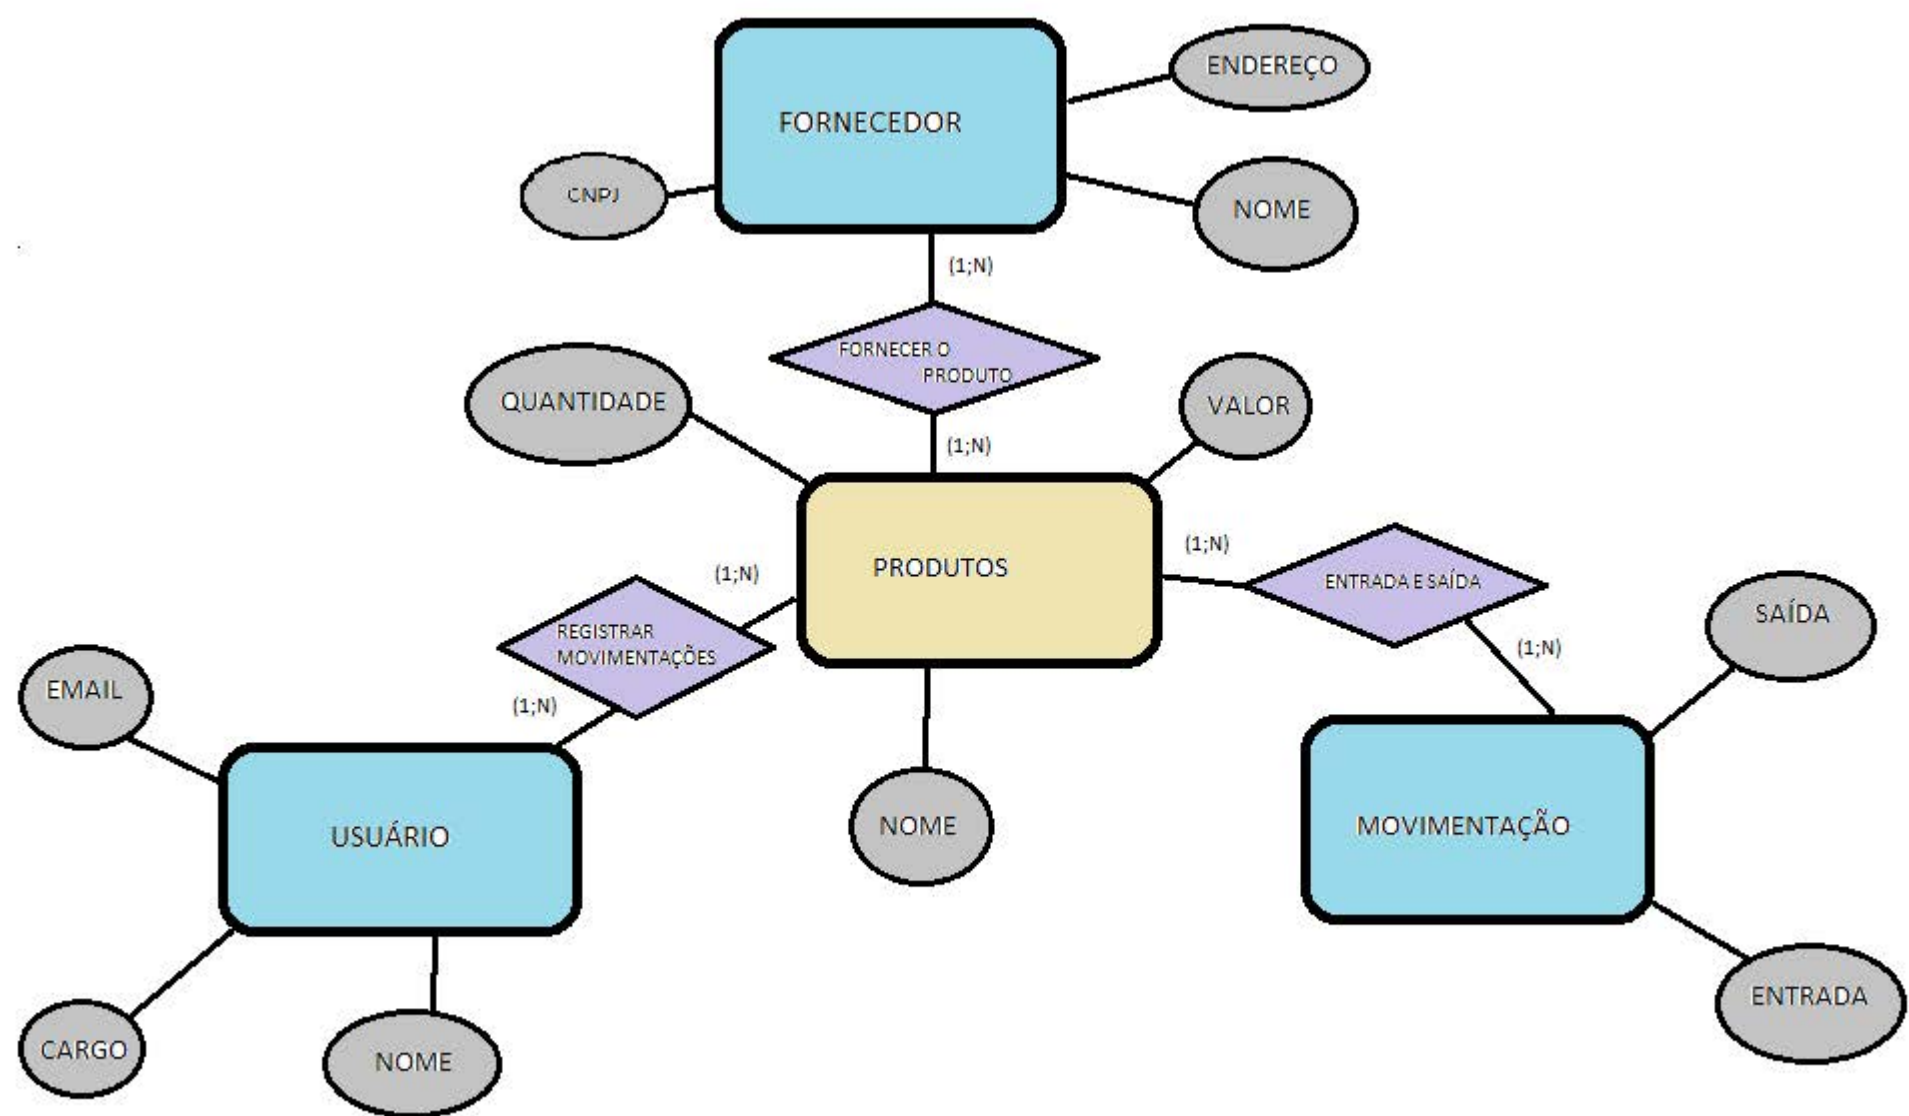 ENDEREÇO
FORNECEDOR
CNPJ
NOME
(1;N)
FORNECER O
PRODUTO
QUANTIDADE
VALOR
(1;N)
(1;N)
PRODUTOS
(1;N)
ENTRADA E SAÍDA
REGISTRAR
MOVIMENTAÇÕES
SAÍDA
(1;N)
EMAIL
(1;N)
USUÁRIO
NOME
MOVIMENTAÇÃO
ENTRADA
CARGO
NOME